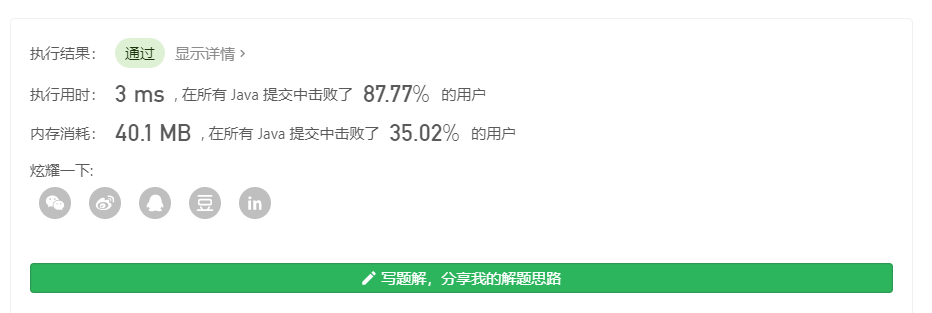 执行结果： 通过 显示详情 >
执行用时： 3 ms , 在所有 Java 提交中击败了 87.77% 的用户
内存消耗： 40.1 MB , 在所有 Java 提交中击败了 35.02% 的用户
炫耀一下:
豆 in
写题解，分享我的解题思路